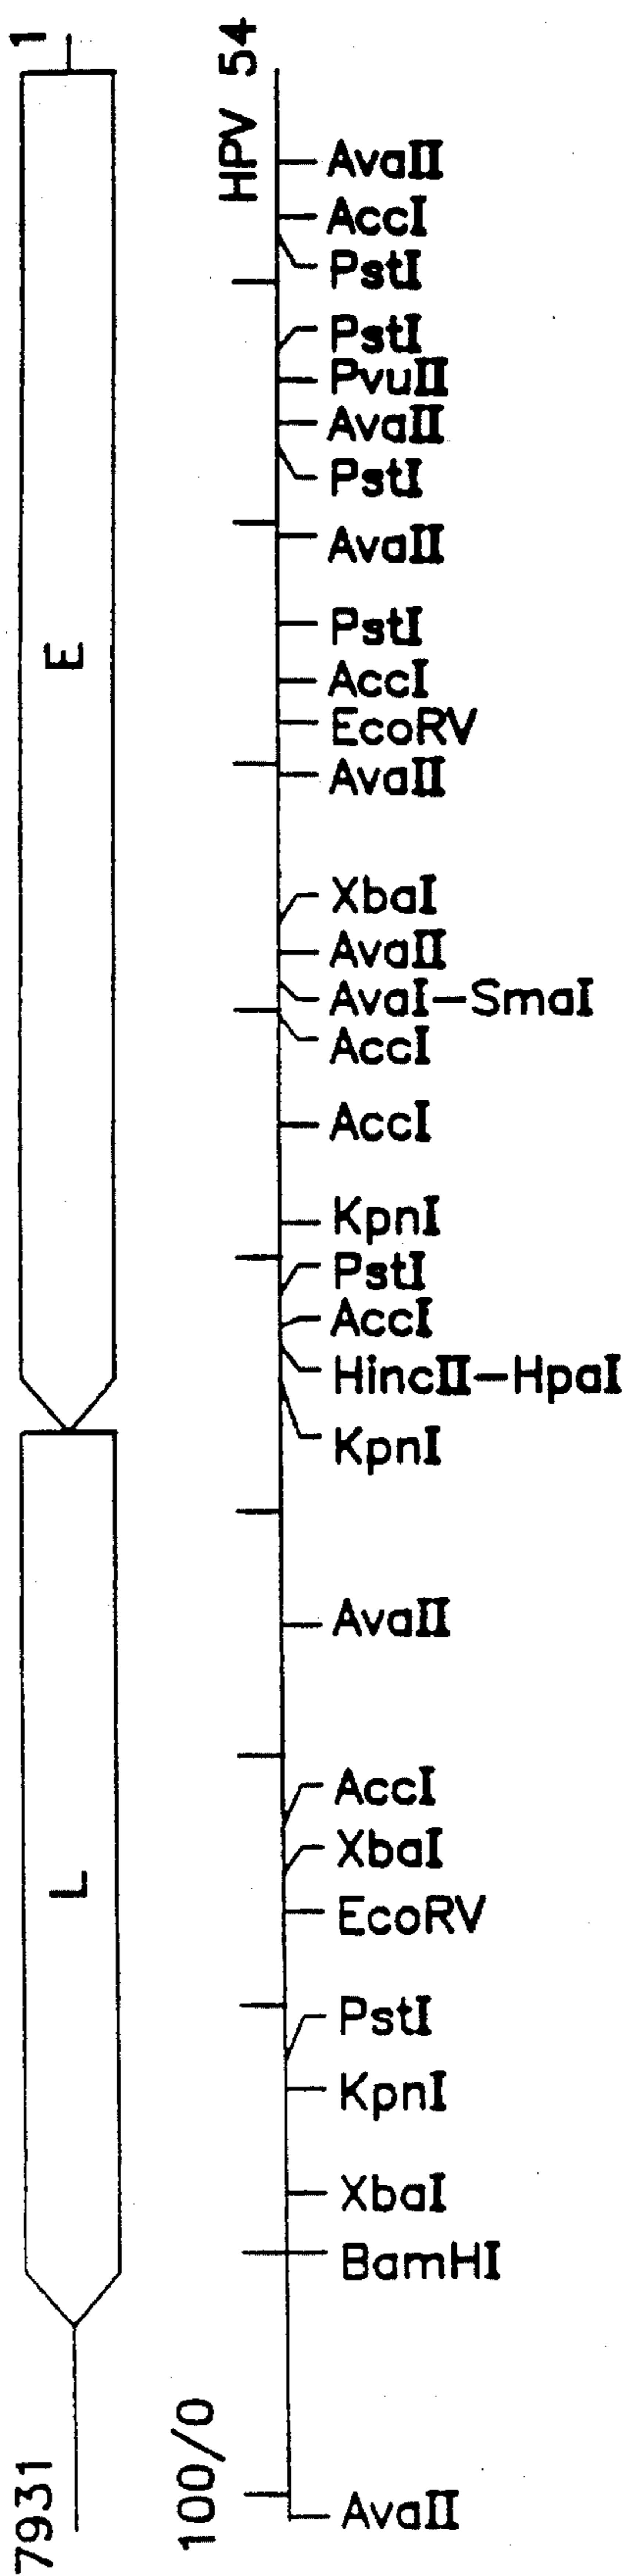 1
E
L
7931
HPV 54
100/0
AvaII
AccI
PstI
PstI
PvuII
AvaII
PstI
AvaII
PstI
AccI
EcoRV
AvaII
XbaI
AvaII
AvaI-SmaI
AccI
AccI
KpnI
PstI
AccI
HincII-HpaI
KpnI
AvaII
AccI
XbaI
EcoRV
PstI
KpnI
XbaI
BamHI
AvaII